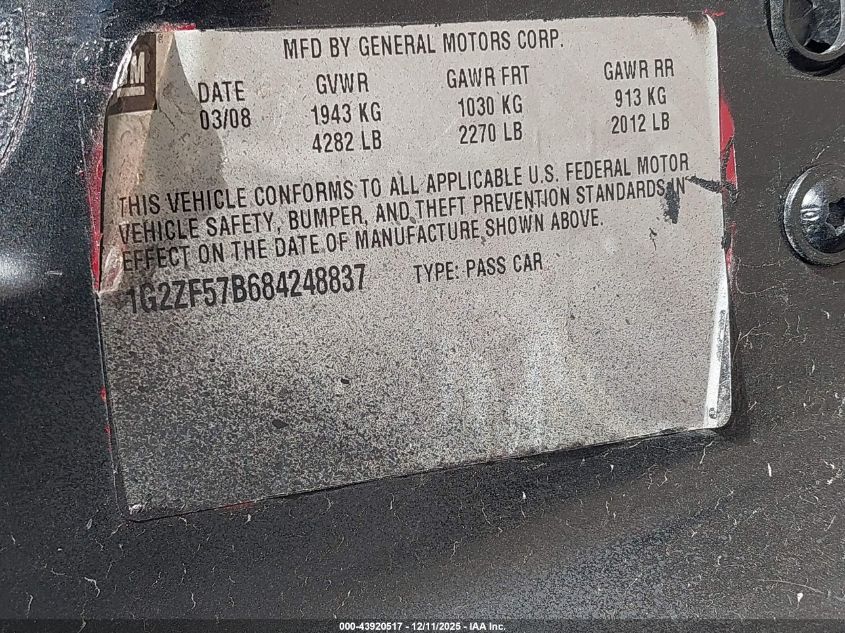 GM
MFD BY GENERAL MOTORS CORP.
DATE GVWR GAWR FRT GAWR RR
03/08 1943 KG 1030 KG 913 KG
4282 LB 2270 LB 2012 LB
THIS VEHICLE CONFORMS TO ALL APPLICABLE U.S. FEDERAL MOTOR
VEHICLE SAFETY, BUMPER, AND THEFT PREVENTION STANDARDS IN
EFFECT ON THE DATE OF MANUFACTURE SHOWN ABOVE.
1G2ZF57B684248837 TYPE: PASS CAR
000-43920517 - 12/11/2025 - IAA Inc.